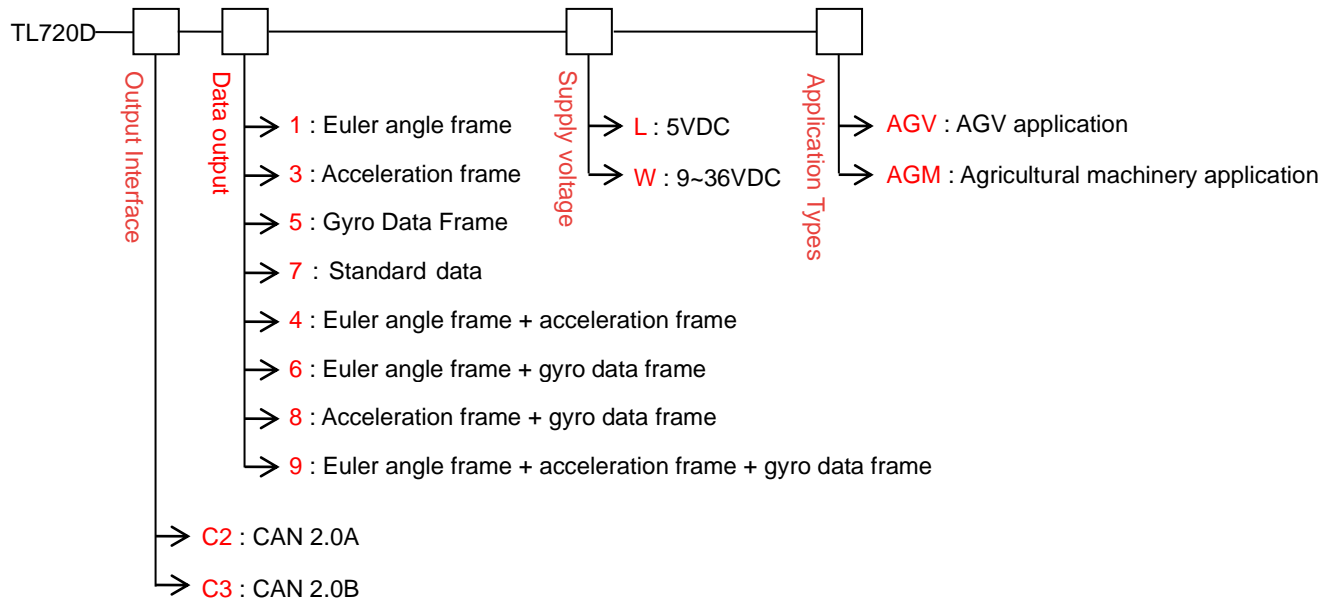 TL720D
Output Interface
Data output
Supply voltage
Application Types
1 : Euler angle frame
3 : Acceleration frame
5 : Gyro Data Frame
7 : Standard data
4 : Euler angle frame + acceleration frame
6 : Euler angle frame + gyro data frame
8 : Acceleration frame + gyro data frame
9 : Euler angle frame + acceleration frame + gyro data frame
L : 5VDC
W : 9~36VDC
AGV : AGV application
AGM : Agricultural machinery application
C2 : CAN 2.0A
C3 : CAN 2.0B